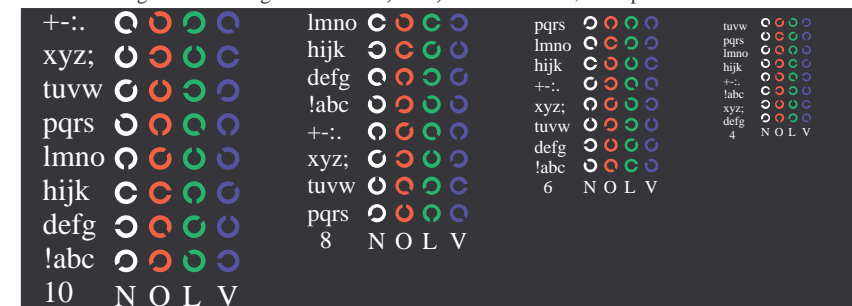 +-:.
xyz;
tuvw
pqrs
lmno
hijk
defg
!abc
10 N O L V
lmno
hijk
defg
!abc
+-:.
xyz;
tuvw
pqrs
8 N O L V
pqrs
lmno
hijk
+-:.
xyz;
tuvw
defg
!abc
6 N O L V
tuvw
pqrs
lmno
hijk
+-:.
!abc
xyz;
defg
4 N O L V